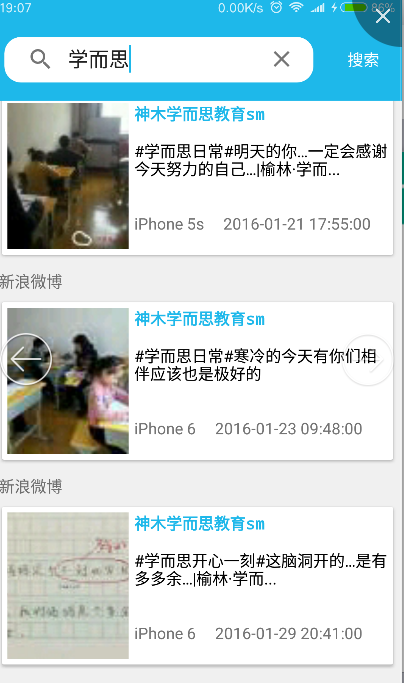 19:07
0.00K/s
86%
学而思
搜索
神木学而思教育sm
#学而思日常#明天的你…一定会感谢
今天努力的自己…|榆林·学而…
iPhone 5s 2016-01-21 17:55:00
新浪微博
神木学而思教育sm
#学而思日常#寒冷的今天有你们相
伴应该也是极好的
iPhone 6 2016-01-23 09:48:00
新浪微博
神木学而思教育sm
#学而思开心一刻#这脑洞开的…是有
多多余…|榆林·学而…
iPhone 6 2016-01-29 20:41:00